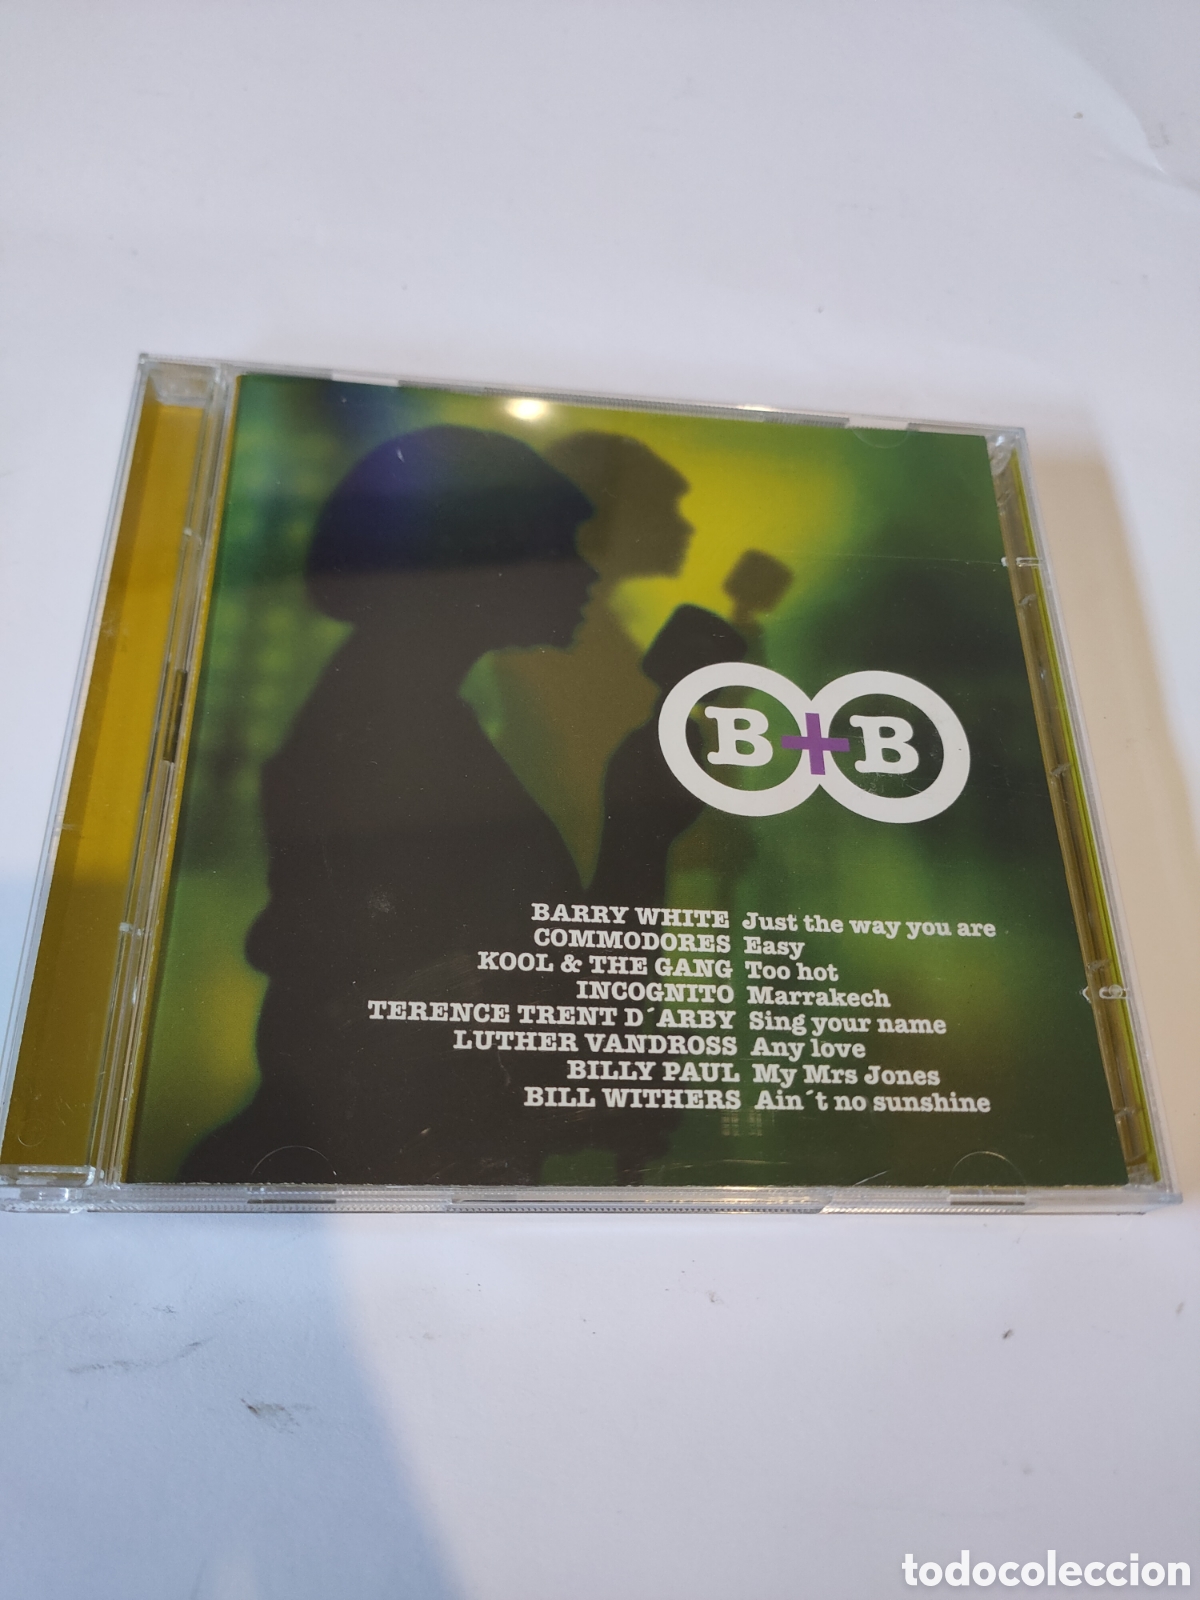 B+B
BARRY WHITE Just the way you are
COMMODORES Easy
KOOL & THE GANG Too hot
INCOGNITO Marrakech
TERENCE TRENT D´ARBY Sing your name
LUTHER VANDROSS Any love
BILLY PAUL My Mrs Jones
BILL WITHERS Ain´t no sunshine
todocoleccion